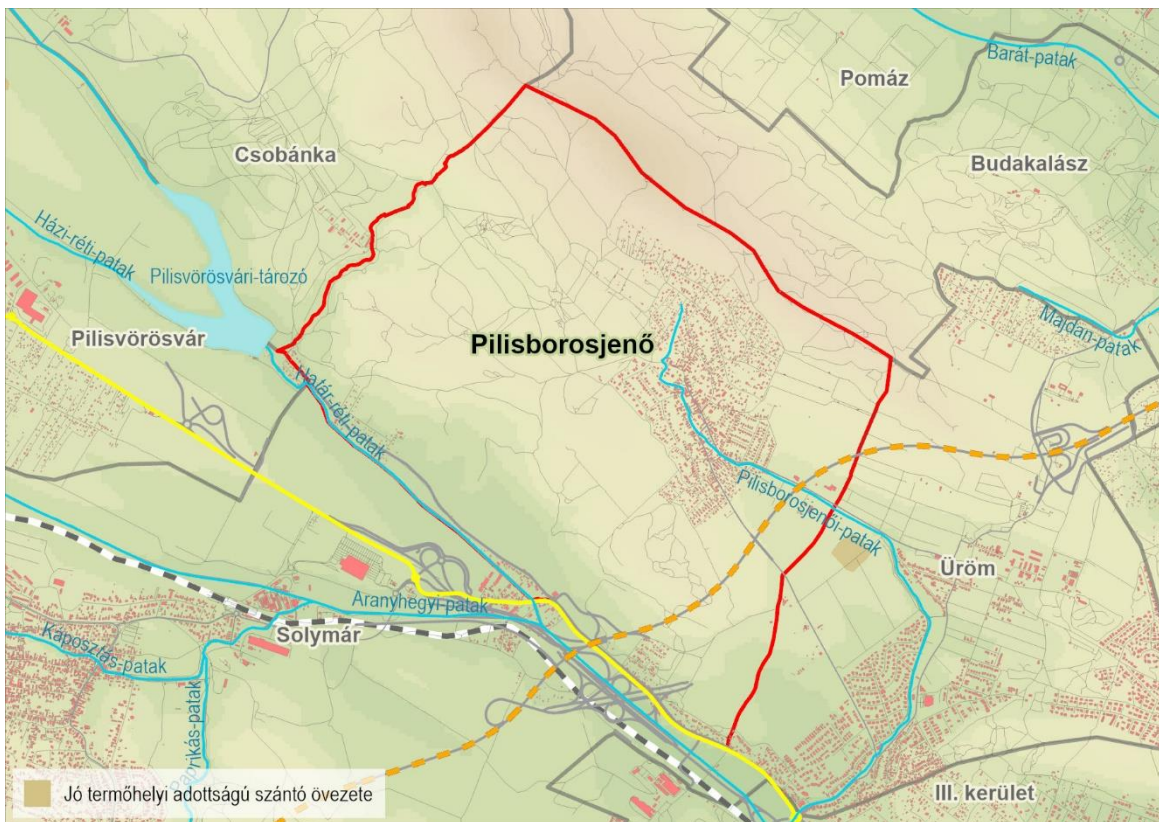 Pomáz
Barát-patak
Csobánka
Budakalász
Házi-réti-patak
Pilisvörösvári-tározó
Majdán-patak
Pilisvörösvár
Pilisborosjenő
Határ-réti-patak
Pilisborosjenői-patak
Üröm
Aranyhegyi-patak
Solymár
Káposztás-patak
Paprikás-patak
III. kerület
Jó termőhelyi adottságú szántó övezete